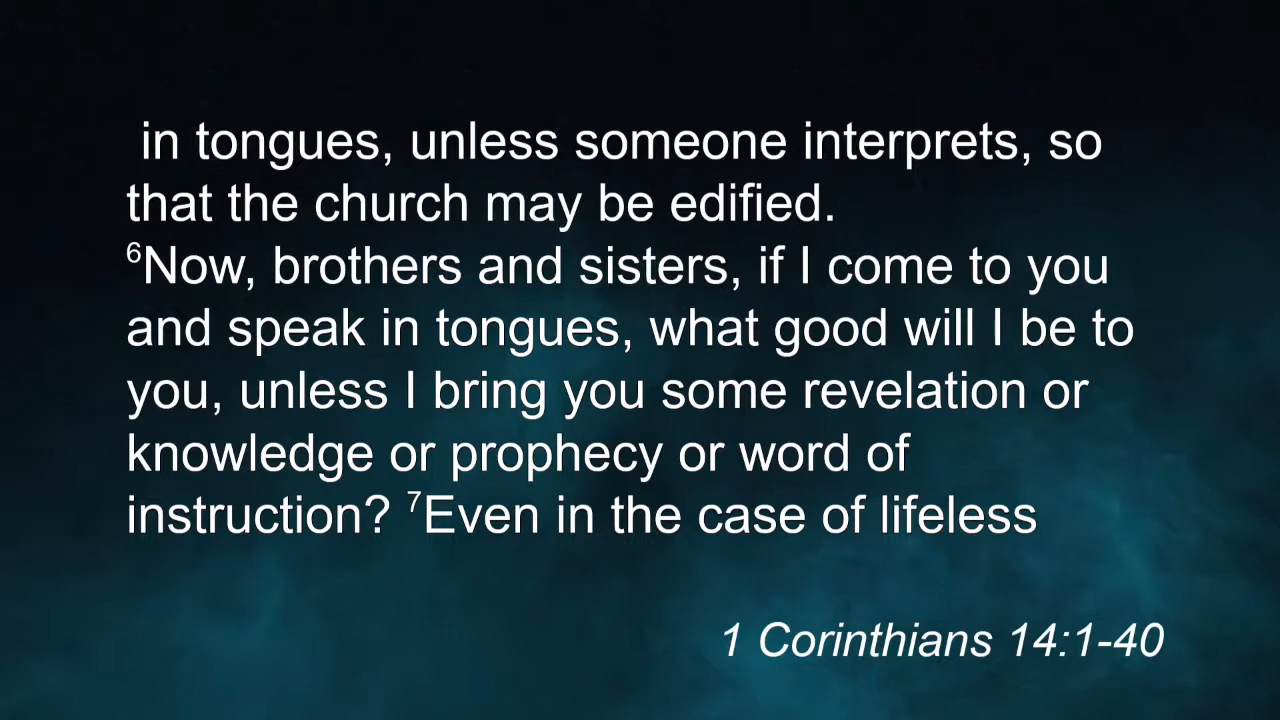 in tongues, unless someone interprets, so
that the church may be edified.
⁶Now, brothers and sisters, if I come to you
and speak in tongues, what good will I be to
you, unless I bring you some revelation or
knowledge or prophecy or word of
instruction? ⁷Even in the case of lifeless
1 Corinthians 14:1-40